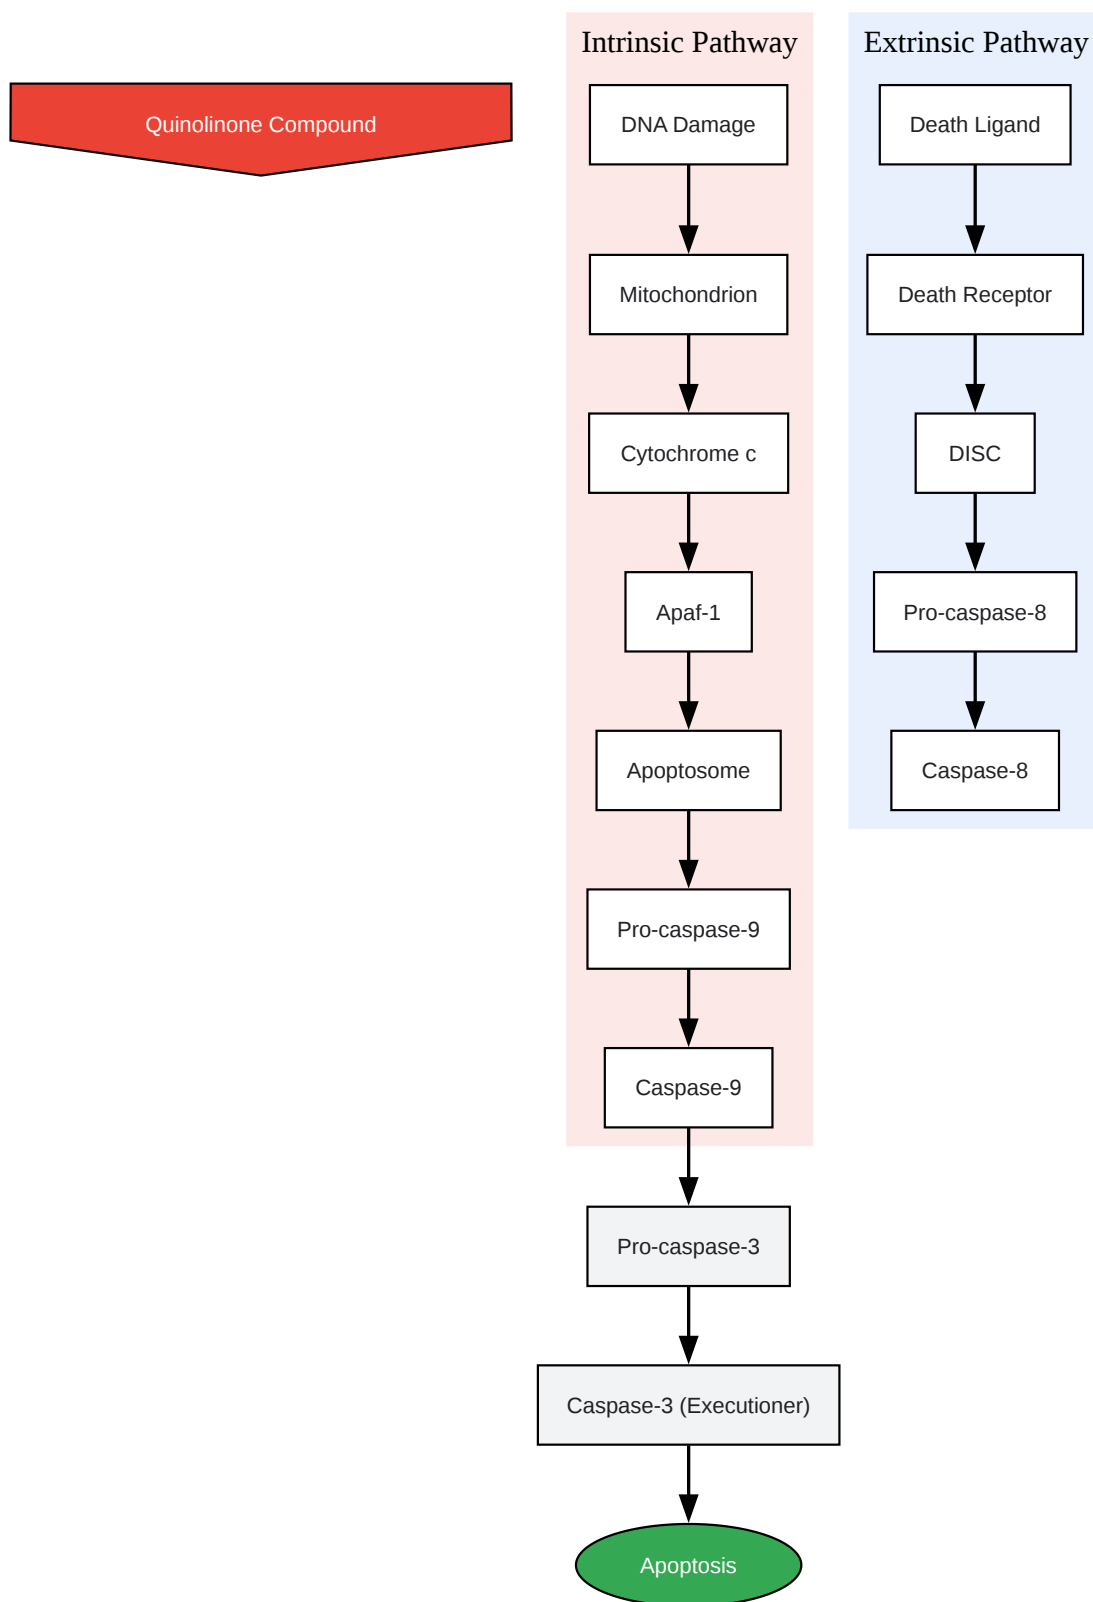 Quinolinone Compound
Intrinsic Pathway
DNA Damage
Mitochondrion
Cytochrome c
Apaf-1
Apoptosome
Pro-caspase-9
Caspase-9
Pro-caspase-3
Caspase-3 (Executioner)
Apoptosis
Extrinsic Pathway
Death Ligand
Death Receptor
DISC
Pro-caspase-8
Caspase-8